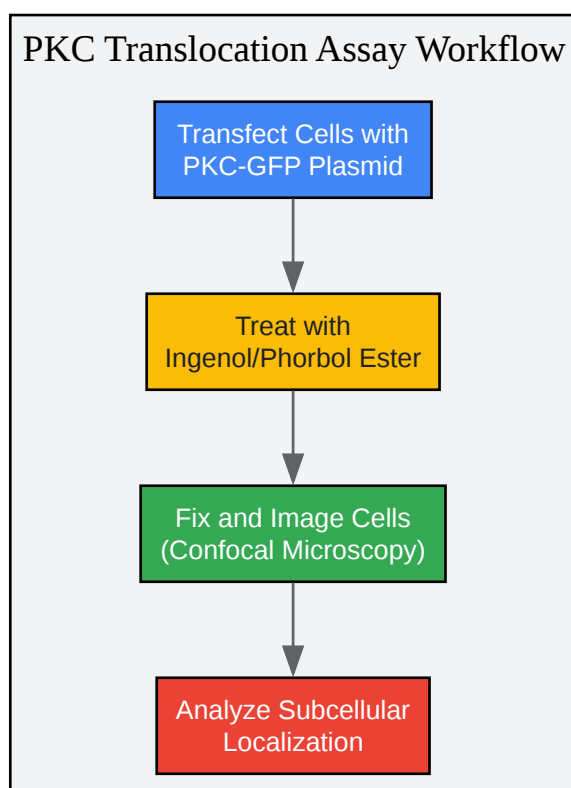 PKC Translocation Assay Workflow
Transfect Cells with
PKC-GFP Plasmid
Treat with
Ingenol/Phorbol Ester
Fix and Image Cells
(Confocal Microscopy)
Analyze Subcellular
Localization